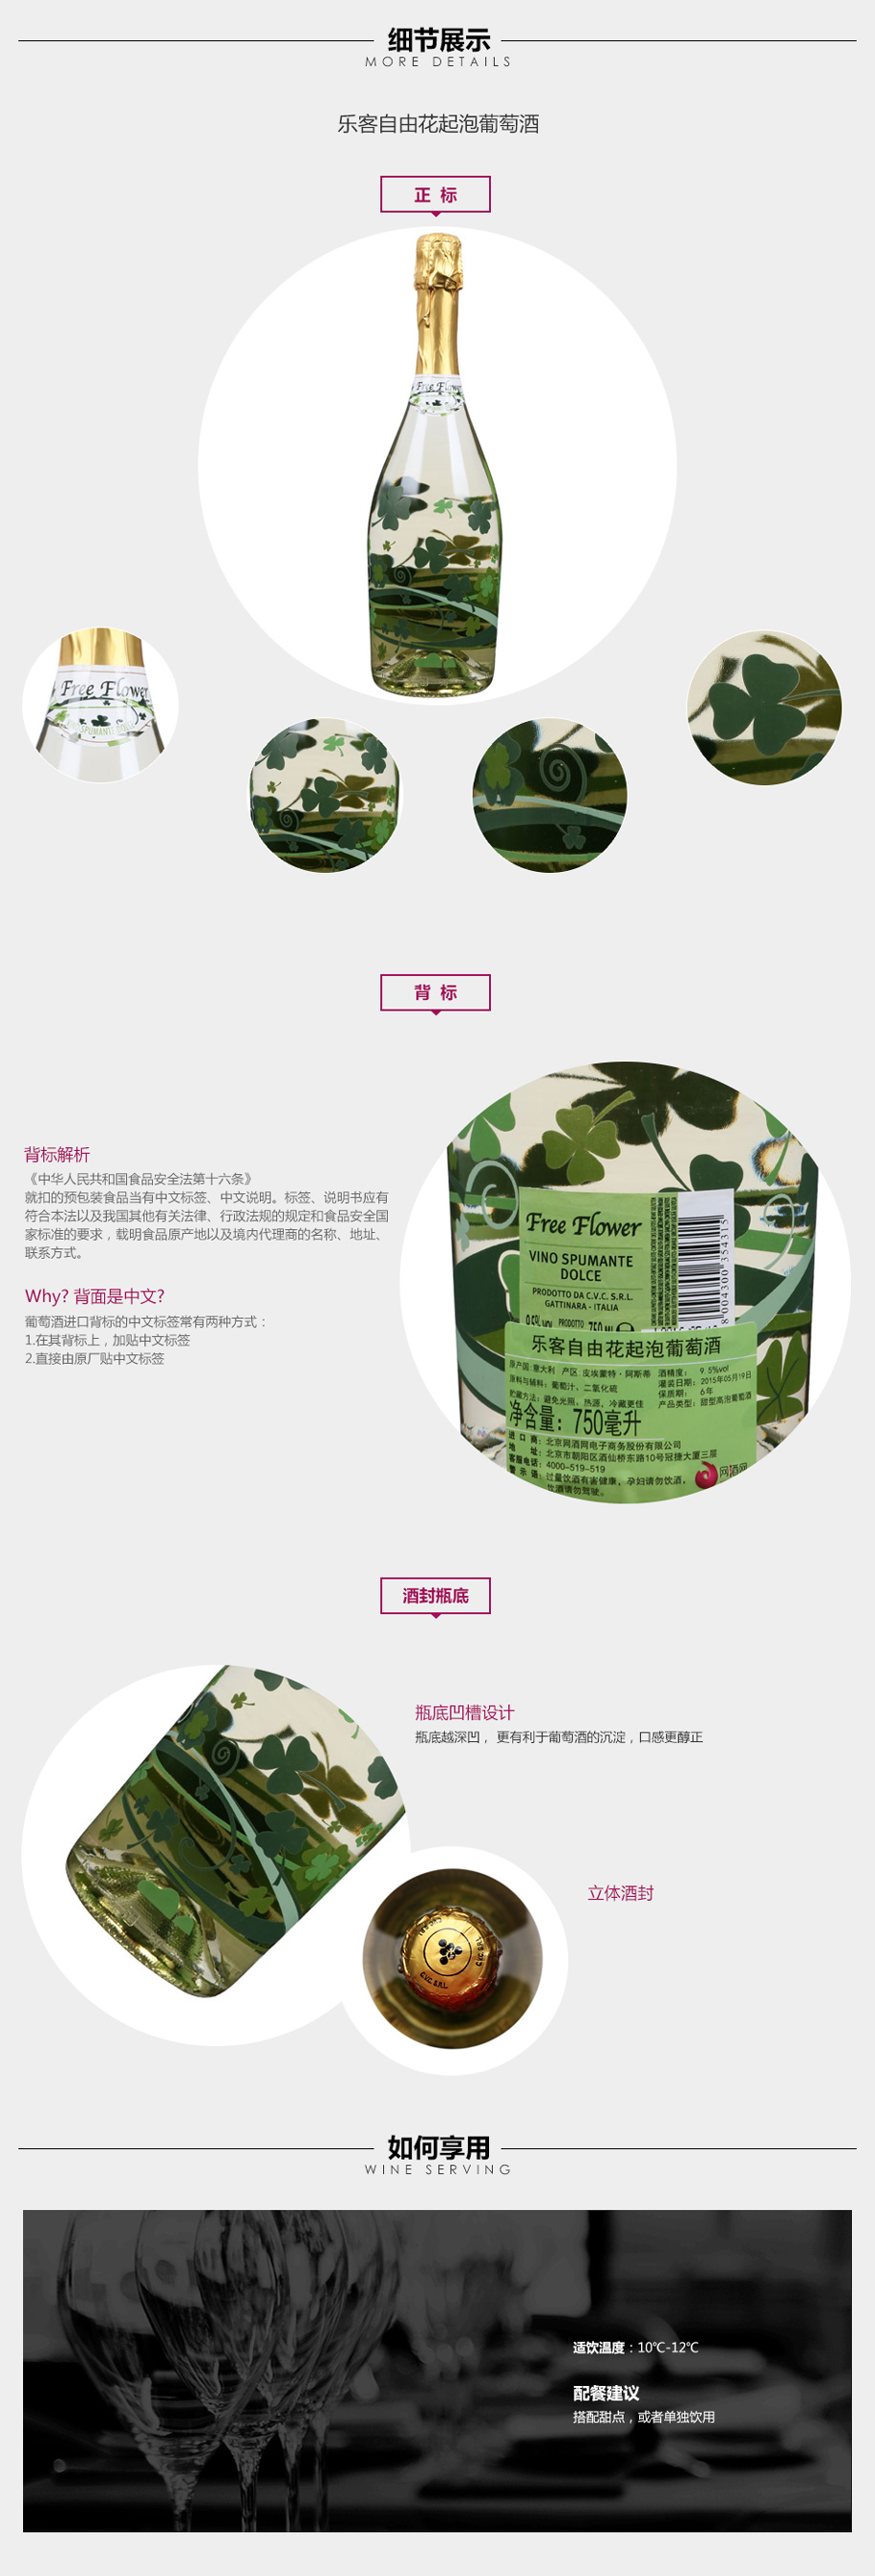 细节展示
MORE DETAILS
乐客自由花起泡葡萄酒
正 标
Free Flower
Free Flower
SPUMANTE DOLCE
背 标
背标解析
《中华人民共和国食品安全法第十六条》
就扣的预包装食品当有中文标签、中文说明。标签、说明书应有
符合本法以及我国其他有关法律、行政法规的规定和食品安全国
家标准的要求，载明食品原产地以及境内代理商的名称、地址、
联系方式。
Why? 背面是中文?
葡萄酒进口背标的中文标签常有两种方式：
1.在其背标上，加贴中文标签
2.直接由原厂贴中文标签
Free Flower
VINO SPUMANTE
DOLCE
PRODOTTO DA C.V.C. S.R.L.
GATTINARA - ITALIA
PRODOTTO 750 ML e
8004300354315
乐客自由花起泡葡萄酒
原产国: 意大利 产区: 皮埃蒙特·阿斯蒂 酒精度: 9.5%vol
原料与辅料: 葡萄汁、二氧化硫 灌装日期: 2015年05月19日
保质期: 6年
贮藏方法: 避免光照、热源，冷藏更佳 产品类型: 甜型高泡葡萄酒
净含量: 750毫升
进口商: 北京网酒网电子商务股份有限公司
地址: 北京市朝阳区酒仙桥东路10号冠捷大厦三层
客服电话: 4000-519-519
警示语: 过量饮酒有害健康，孕妇请勿饮酒，
饮酒请勿驾驶。
网酒网
酒封瓶底
瓶底凹槽设计
瓶底越深凹， 更有利于葡萄酒的沉淀，口感更醇正
立体酒封
CVC SRL
如何享用
WINE SERVING
适饮温度：10℃-12℃
配餐建议
搭配甜点，或者单独饮用